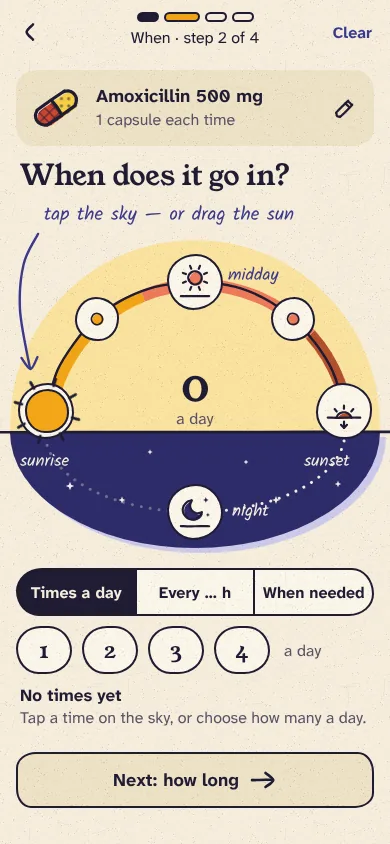 When · step 2 of 4
Clear
Amoxicillin 500 mg
1 capsule each time
When does it go in?
tap the sky — or drag the sun
midday
0
a day
sunrise
sunset
night
Times a day
Every ... h
When needed
1
2
3
4
a day
No times yet
Tap a time on the sky, or choose how many a day.
Next: how long →